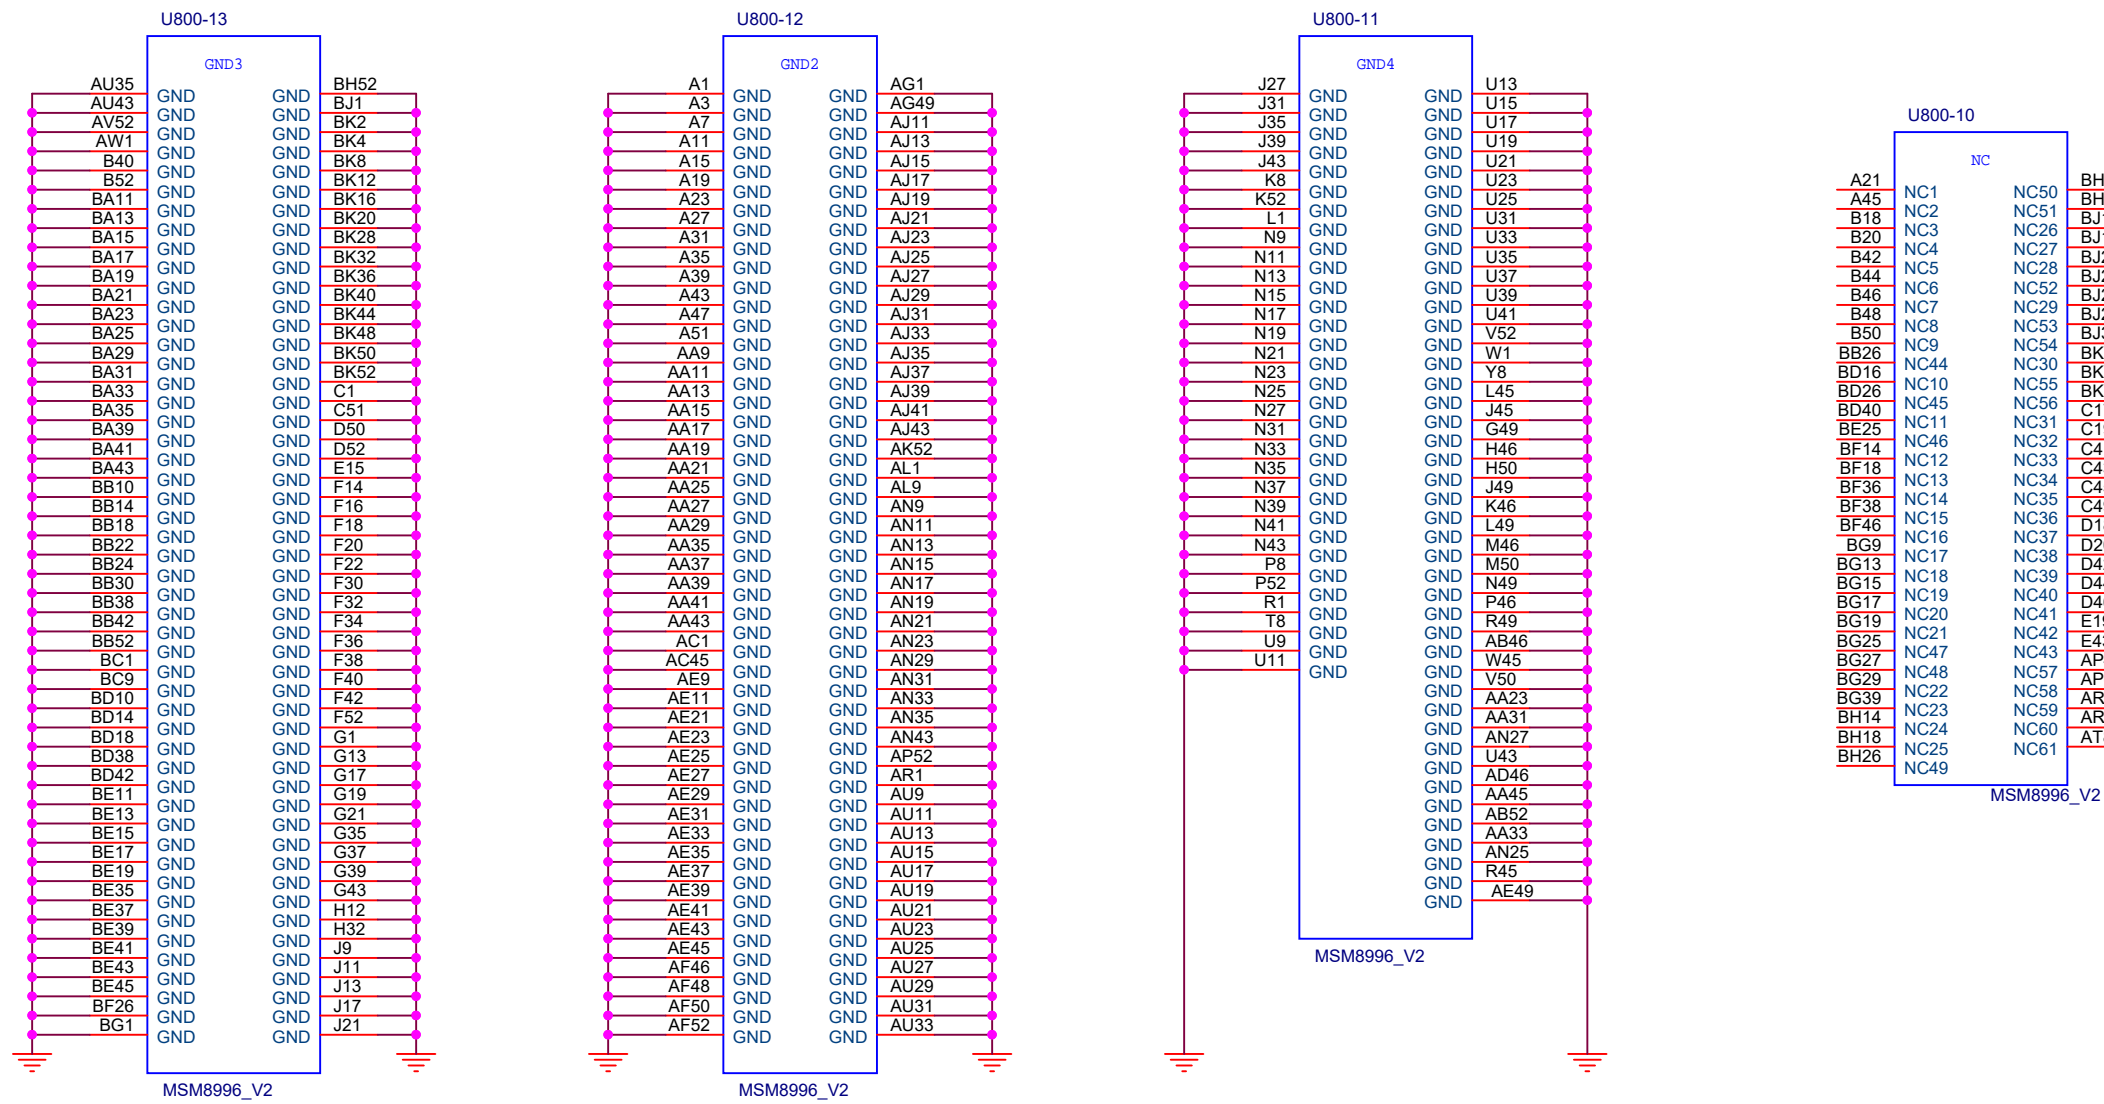 U800-13
GND3
AU35 GND GND BH52
AU43 GND GND BJ1
AV52 GND GND BK2
AW1 GND GND BK4
B40 GND GND BK8
B52 GND GND BK12
BA11 GND GND BK16
BA13 GND GND BK20
BA15 GND GND BK28
BA17 GND GND BK32
BA19 GND GND BK36
BA21 GND GND BK40
BA23 GND GND BK44
BA25 GND GND BK48
BA29 GND GND BK50
BA31 GND GND BK52
BA33 GND GND C1
BA35 GND GND C51
BA39 GND GND D50
BA41 GND GND D52
BA43 GND GND E15
BB10 GND GND F14
BB14 GND GND F16
BB18 GND GND F18
BB22 GND GND F20
BB24 GND GND F22
BB30 GND GND F30
BB38 GND GND F32
BB42 GND GND F34
BB52 GND GND F36
BC1 GND GND F38
BC9 GND GND F40
BD10 GND GND F42
BD14 GND GND F52
BD18 GND GND G1
BD38 GND GND G13
BD42 GND GND G17
BE11 GND GND G19
BE13 GND GND G21
BE15 GND GND G35
BE17 GND GND G37
BE19 GND GND G39
BE35 GND GND G43
BE37 GND GND H12
BE39 GND GND H32
BE41 GND GND J9
BE43 GND GND J11
BE45 GND GND J13
BF26 GND GND J17
BG1 GND GND J21
MSM8996_V2
U800-12
GND2
A1 GND GND AG1
A3 GND GND AG49
A7 GND GND AJ11
A11 GND GND AJ13
A15 GND GND AJ15
A19 GND GND AJ17
A23 GND GND AJ19
A27 GND GND AJ21
A31 GND GND AJ23
A35 GND GND AJ25
A39 GND GND AJ27
A43 GND GND AJ29
A47 GND GND AJ31
A51 GND GND AJ33
AA9 GND GND AJ35
AA11 GND GND AJ37
AA13 GND GND AJ39
AA15 GND GND AJ41
AA17 GND GND AJ43
AA19 GND GND AK52
AA21 GND GND AL1
AA25 GND GND AL9
AA27 GND GND AN9
AA29 GND GND AN11
AA35 GND GND AN13
AA37 GND GND AN15
AA39 GND GND AN17
AA41 GND GND AN19
AA43 GND GND AN21
AC1 GND GND AN23
AC45 GND GND AN29
AE9 GND GND AN31
AE11 GND GND AN33
AE21 GND GND AN35
AE23 GND GND AN43
AE25 GND GND AP52
AE27 GND GND AR1
AE29 GND GND AU9
AE31 GND GND AU11
AE33 GND GND AU13
AE35 GND GND AU15
AE37 GND GND AU17
AE39 GND GND AU19
AE41 GND GND AU21
AE43 GND GND AU23
AE45 GND GND AU25
AF46 GND GND AU27
AF48 GND GND AU29
AF50 GND GND AU31
AF52 GND GND AU33
MSM8996_V2
U800-11
GND4
J27 GND GND U13
J31 GND GND U15
J35 GND GND U17
J39 GND GND U19
J43 GND GND U21
K8 GND GND U23
K52 GND GND U25
L1 GND GND U31
N9 GND GND U33
N11 GND GND U35
N13 GND GND U37
N15 GND GND U39
N17 GND GND U41
N19 GND GND V52
N21 GND GND W1
N23 GND GND Y8
N25 GND GND L45
N27 GND GND J45
N31 GND GND G49
N33 GND GND H46
N35 GND GND H50
N37 GND GND J49
N39 GND GND K46
N41 GND GND L49
N43 GND GND M46
P8 GND GND M50
P52 GND GND N49
R1 GND GND P46
T8 GND GND R49
U9 GND GND AB46
U11 GND GND W45
GND V50
GND AA23
GND AA31
GND AN27
GND U43
GND AD46
GND AA45
GND AB52
GND AA33
GND AN25
GND R45
GND AE49
MSM8996_V2
U800-10
NC
A21 NC1 NC50
A45 NC2 NC51
B18 NC3 NC26
B20 NC4 NC27
B42 NC5 NC28
B44 NC6 NC52
B46 NC7 NC29
B48 NC8 NC53
B50 NC9 NC54
BB26 NC44 NC30
BD16 NC10 NC55
BD26 NC45 NC56
BD40 NC11 NC31
BE25 NC46 NC32
BF14 NC12 NC33
BF18 NC13 NC34
BF36 NC14 NC35
BF38 NC15 NC36
BF46 NC16 NC37
BG9 NC17 NC38
BG13 NC18 NC39
BG15 NC19 NC40
BG17 NC20 NC41
BG19 NC21 NC42
BG25 NC47 NC43
BG27 NC48 NC57
BG29 NC22 NC58
BG39 NC23 NC59
BH14 NC24 NC60
BH18 NC25 NC61
BH26 NC49
MSM8996_V2